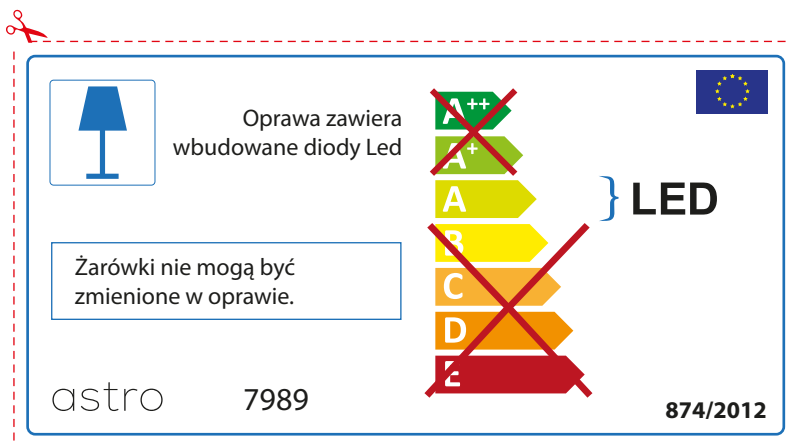 Oprawa zawiera
wbudowane diody Led
A++
A+
A
B
C
D
E
LED
Żarówki nie mogą być
zmienione w oprawie.
astro
7989
874/2012